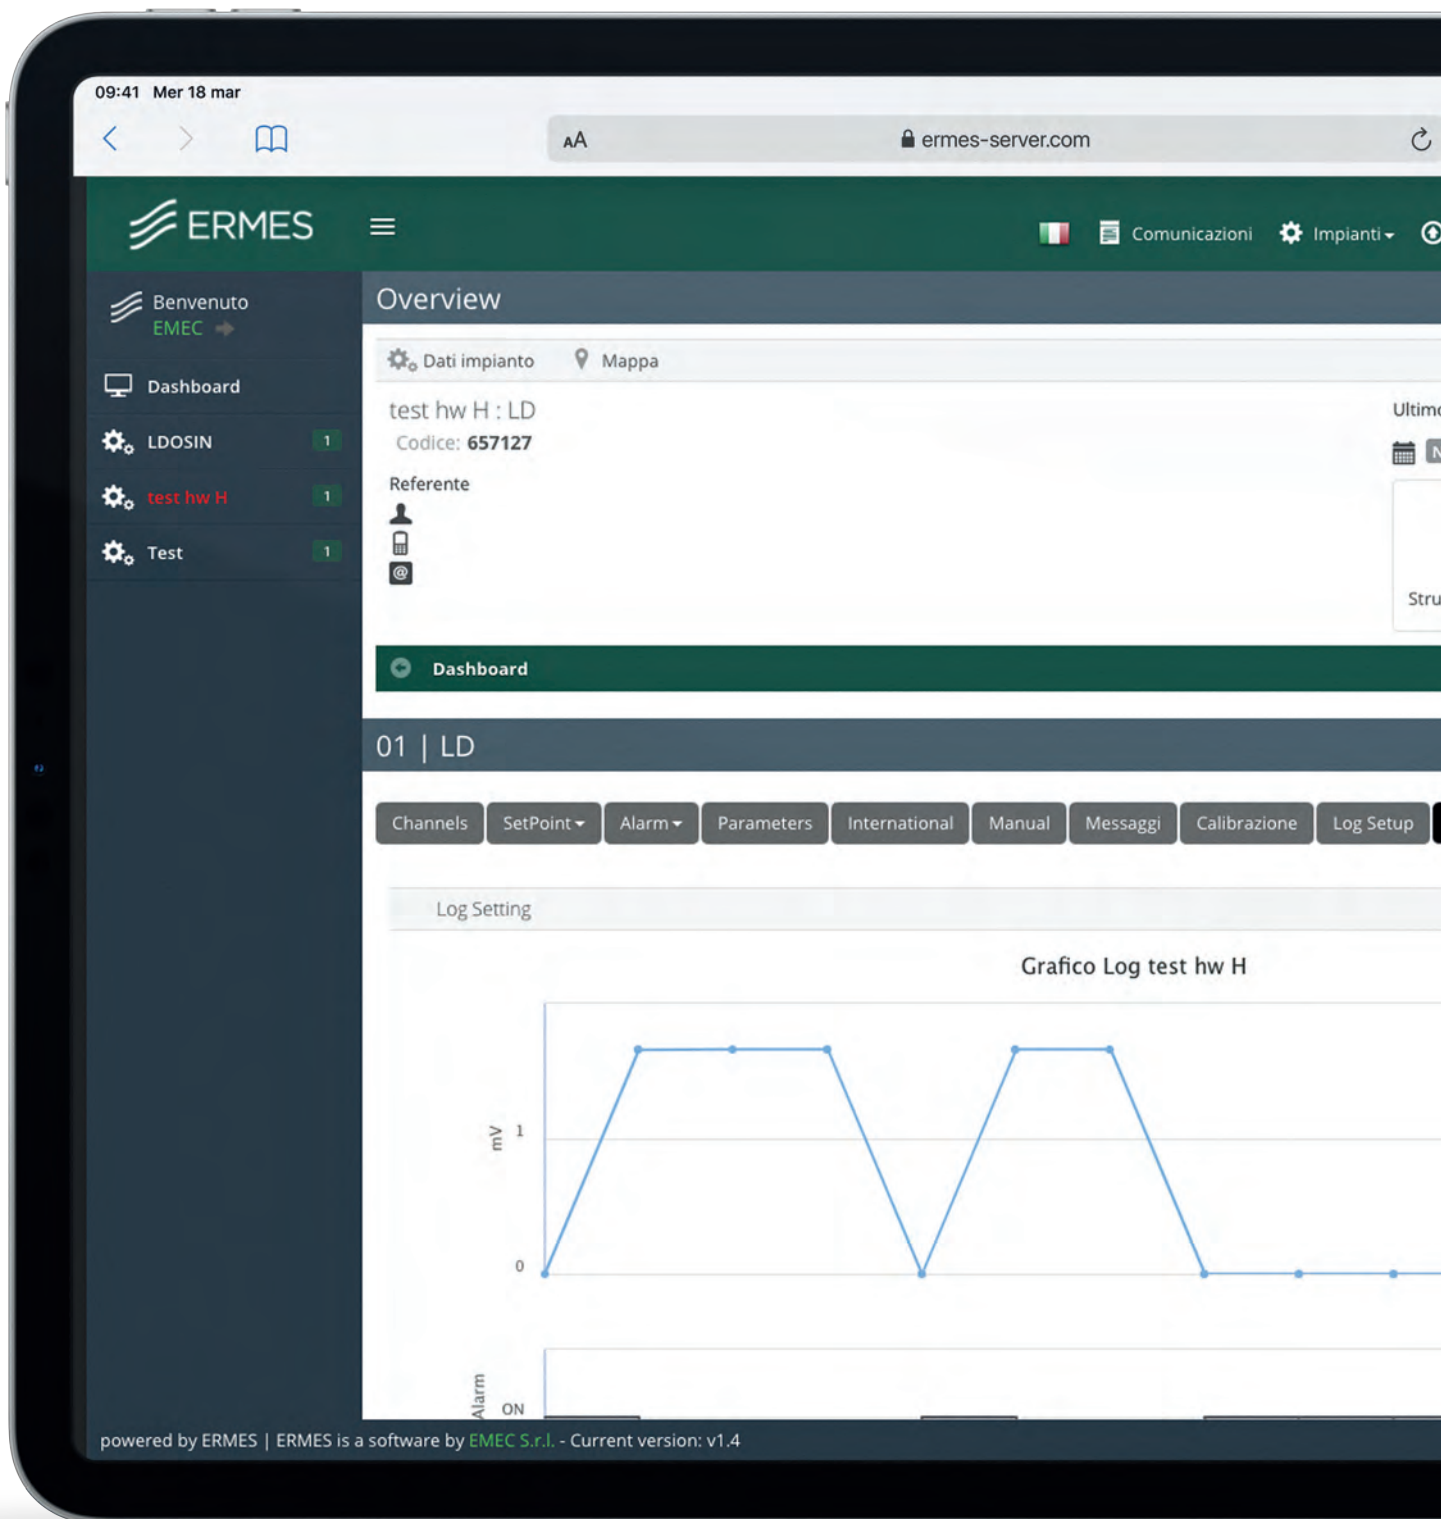 09:41 Mer 18 mar
AA ermes-server.com
ERMES
Comunicazioni Impianti
Benvenuto
EMEC
Dashboard
LDOSIN 1
test hw H 1
Test 1
Overview
Dati impianto Mappa
test hw H : LD
Codice: 657127
Referente
@
Dashboard
01 | LD
Channels SetPoint Alarm Parameters International Manual Messaggi Calibrazione Log Setup
Log Setting
Grafico Log test hw H
mV
1
0
Alarm
ON
powered by ERMES | ERMES is a software by EMEC S.r.l. - Current version: v1.4